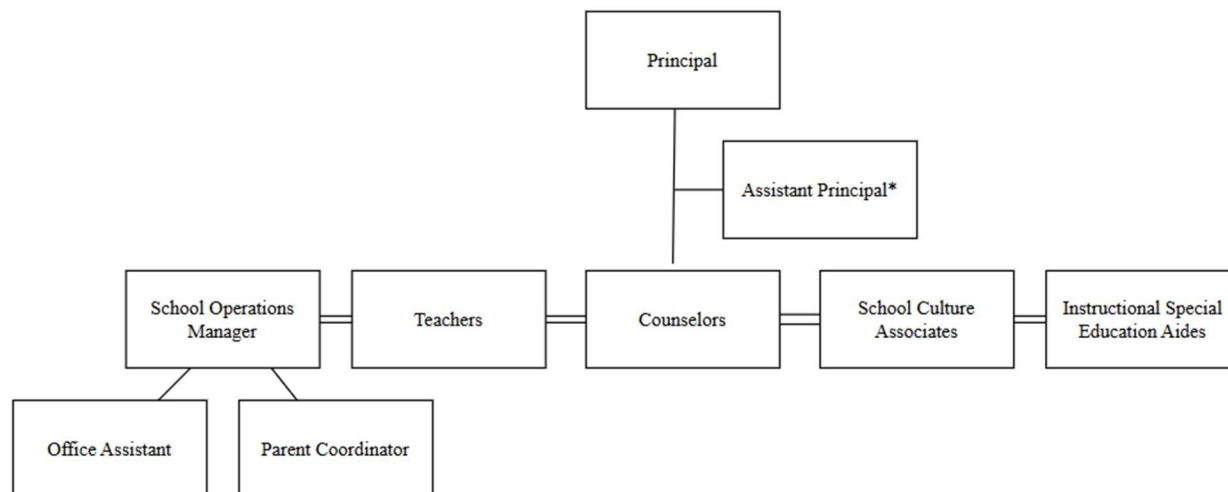 Principal
Assistant Principal*
School Operations
Manager
Teachers
Counselors
School Culture
Associates
Instructional Special
Education Aides
Office Assistant
Parent Coordinator